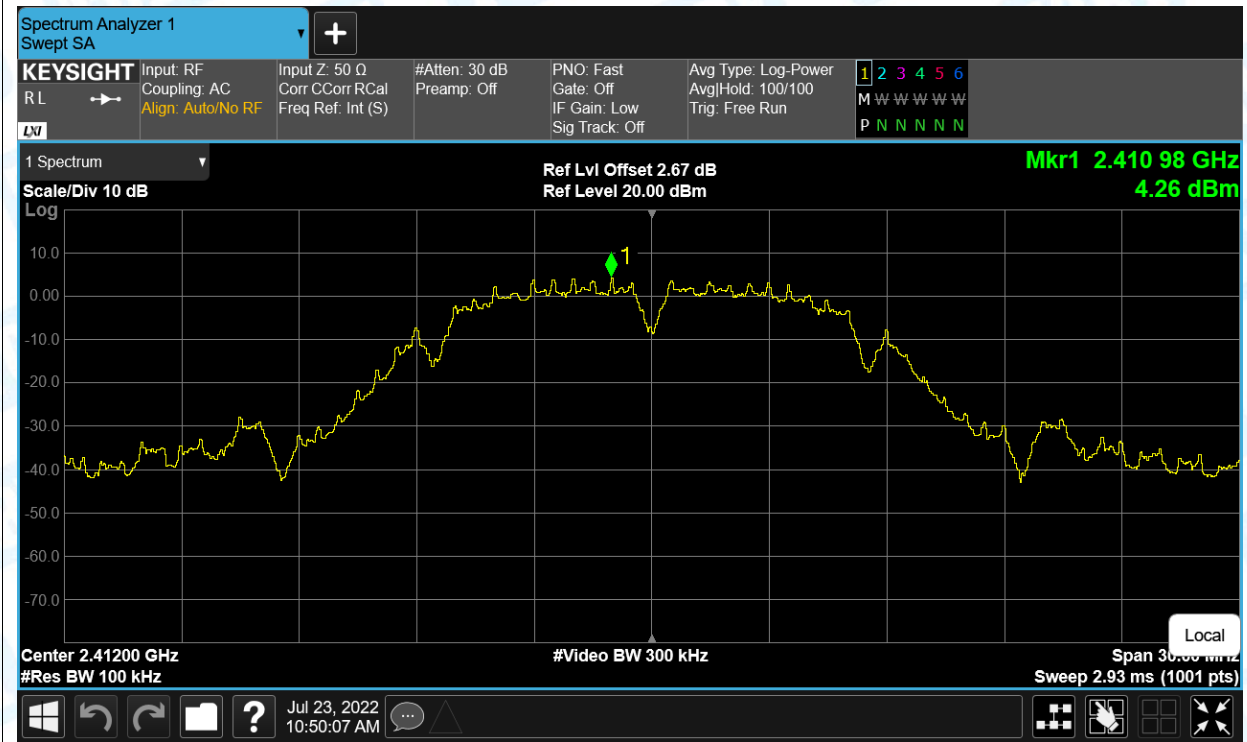 Spectrum Analyzer 1
Swept SA
KEYSIGHT
R L
LXI
Input: RF
Coupling: AC
Align: Auto/No RF
Input Z: 50 Ω
Corr CCorr RCal
Freq Ref: Int (S)
#Atten: 30 dB
Preamp: Off
PNO: Fast
Gate: Off
IF Gain: Low
Sig Track: Off
Avg Type: Log-Power
Avg|Hold: 100/100
Trig: Free Run
1 2 3 4 5 6
M W W W W W
P N N N N N
1 Spectrum
Scale/Div 10 dB
Log
Ref Lvl Offset 2.67 dB
Ref Level 20.00 dBm
Mkr1 2.410 98 GHz
4.26 dBm
1
10.0
0.00
-10.0
-20.0
-30.0
-40.0
-50.0
-60.0
-70.0
Local
Center 2.41200 GHz
#Res BW 100 kHz
#Video BW 300 kHz
Span 30.00 MHz
Sweep 2.93 ms (1001 pts)
?
Jul 23, 2022
10:50:07 AM